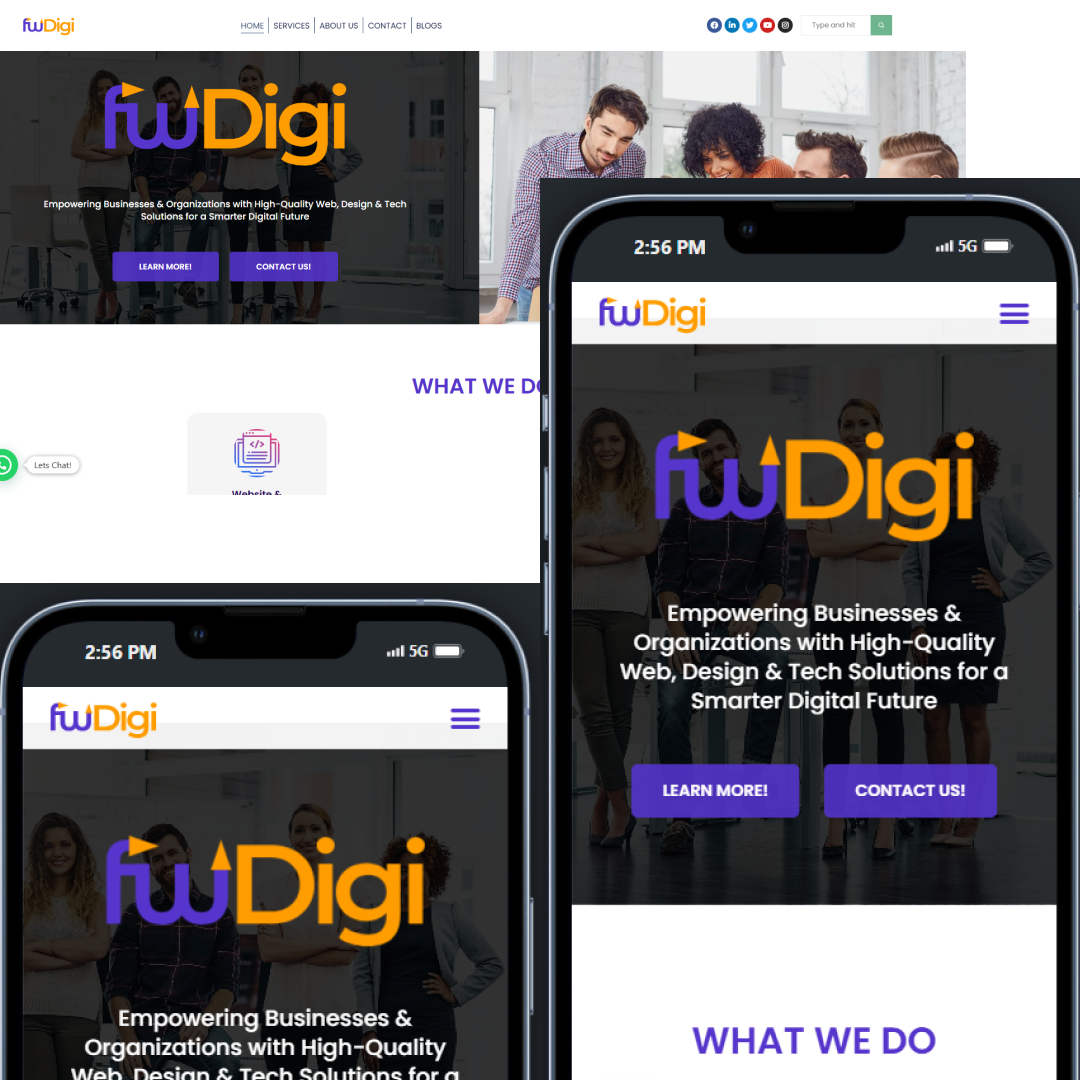 fwDigi
HOME
SERVICES
ABOUT US
CONTACT
BLOGS
Type and hit
fwDigi
Empowering Businesses & Organizations with High-Quality Web, Design & Tech
Solutions for a Smarter Digital Future
LEARN MORE!
CONTACT US!
WHAT WE DO
Lets Chat!
Website &
2:56 PM
5G
fwDigi
fwDigi
Empowering Businesses &
Organizations with High-Quality
Web, Design & Tech Solutions for a
Smarter Digital Future
LEARN MORE!
CONTACT US!
WHAT WE DO
2:56 PM
5G
fwDigi
fwDigi
Empowering Businesses &
Organizations with High-Quality
Web, Design & Tech Solutions for a